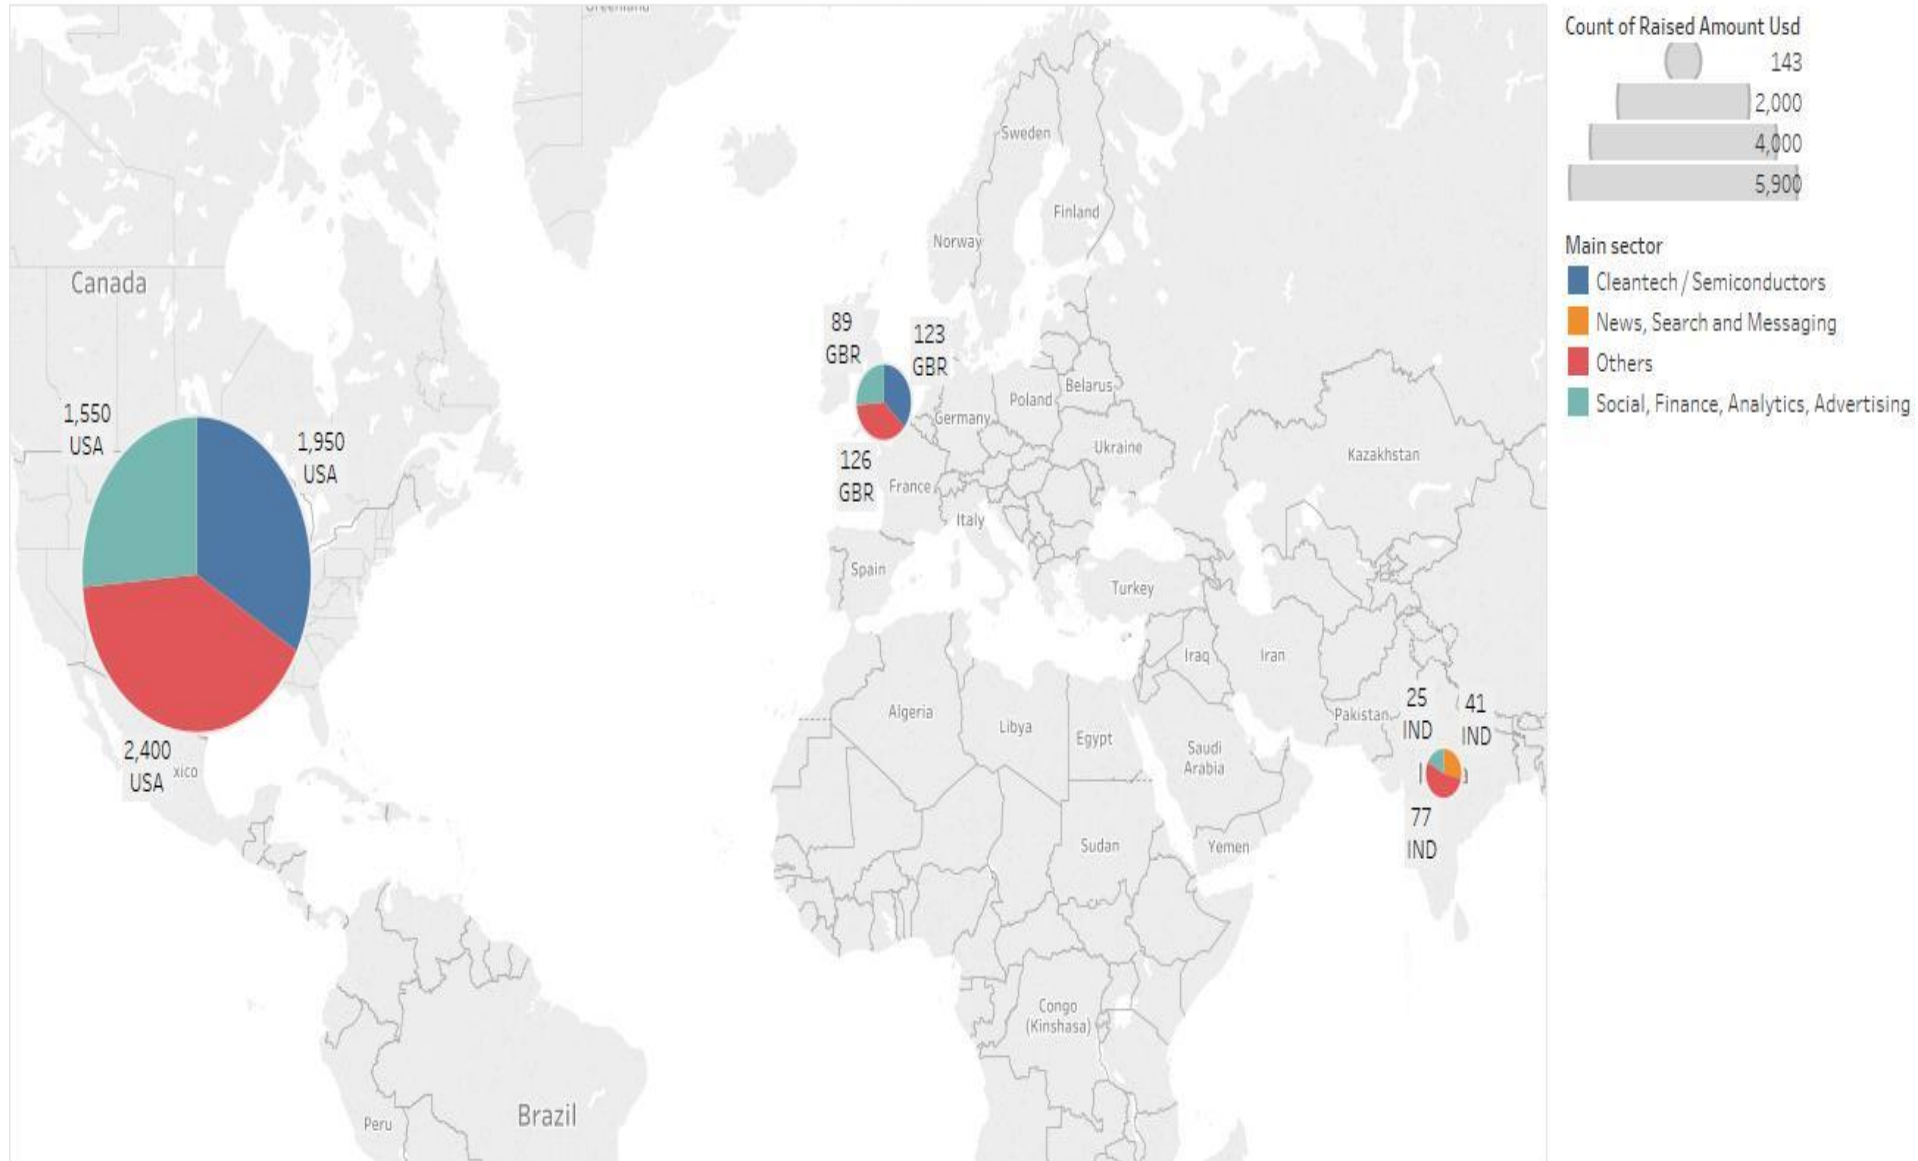 Greenland
Canada
1,550
USA
1,950
USA
2,400
USA
xico
Peru
Brazil
Sweden
Finland
Norway
89
GBR
123
GBR
126
GBR
Belarus
Poland
Germany
Ukraine
France
Italy
Spain
Turkey
Kazakhstan
Iraq
Iran
Pakistan
Algeria
Libya
Egypt
Saudi
Arabia
Sudan
Yemen
Congo
(Kinshasa)
25
IND
41
IND
77
IND
Count of Raised Amount Usd
143
2,000
4,000
5,900
Main sector
Cleantech / Semiconductors
News, Search and Messaging
Others
Social, Finance, Analytics, Advertising